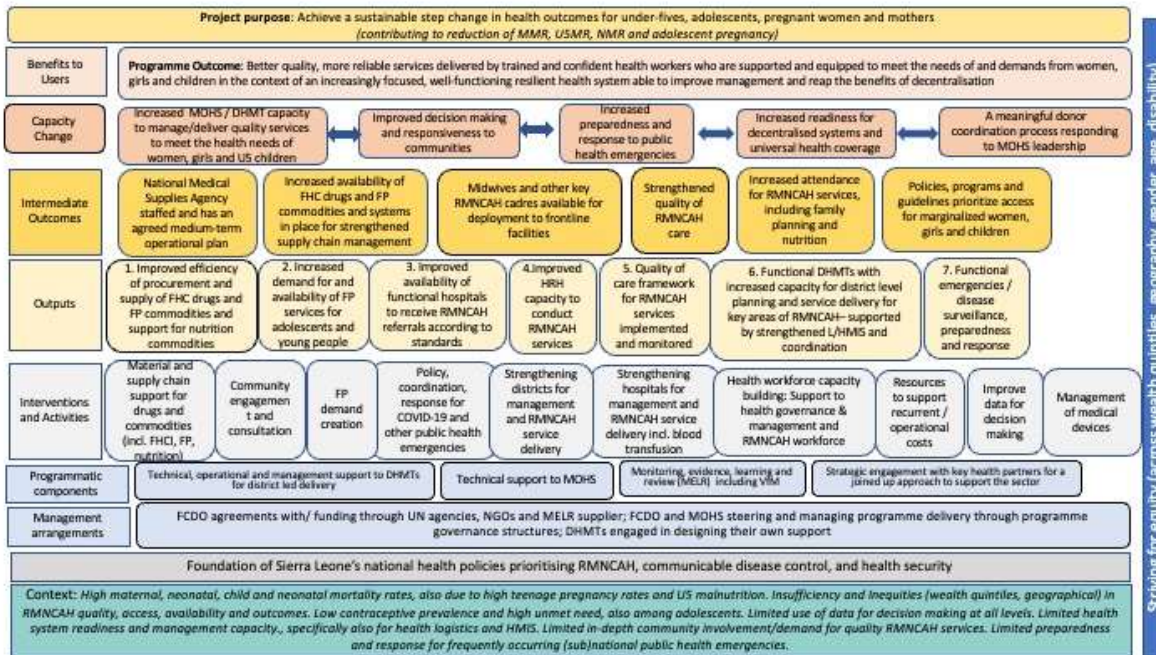 Project purpose: Achieve a sustainable step change in health outcomes for under-fives, adolescents, pregnant women and mothers
(contributing to reduction of MMR, U5MR, NMR and adolescent pregnancy)
Benefits to
Users
Programme Outcome: Better quality, more reliable services delivered by trained and confident health workers who are supported and equipped to meet the needs of and demands from women,
girls and children in the context of an increasingly focused, well-functioning resilient health system able to improve management and reap the benefits of decentralisation
Capacity
Change
Increased MOHS / DHMT capacity
to manage/deliver quality services
to meet the health needs of
women, girls and U5 children
Improved decision making
and responsiveness to
communities
Increased
preparedness and
response to public
health emergencies
Increased readiness for
decentralised systems and
universal health coverage
A meaningful donor
coordination process responding
to MOHS leadership
Intermediate
Outcomes
National Medical
Supplies Agency
staffed and has an
agreed medium-term
operational plan
Increased availability of
FHC drugs and FP
commodities and systems
in place for strengthened
supply chain management
Midwives and other key
RMNCAH cadres available for
deployment to frontline
facilities
Strengthened
quality of
RMNCAH
care
Increased attendance
for RMNCAH services,
including family
planning and
nutrition
Policies, programs and
guidelines prioritize access
for marginalized women,
girls and children
Outputs
1. Improved efficiency
of procurement and
supply of FHC drugs and
FP commodities and
support for nutrition
commodities
2. Increased
demand for and
availability of FP
services for
adolescents and
young people
3. Improved
availability of
functional hospitals
to receive RMNCAH
referrals according to
standards
4.Improved
HRH
capacity to
conduct
RMNCAH
services
5. Quality of
care framework
for RMNCAH
services
implemented
and monitored
6. Functional DHMTs with
increased capacity for district level
planning and service delivery for
key areas of RMNCAH– supported
by strengthened L/HMIS and
coordination
7. Functional
emergencies /
disease
surveillance,
preparedness
and response
Interventions
and Activities
Material and
supply chain
support for
drugs and
commodities
(incl. FHCI, FP,
nutrition)
Community
engagemen
t and
consultation
FP
demand
creation
Policy,
coordination,
response for
COVID-19 and
other public health
emergencies
Strengthening
districts for
management
and RMNCAH
service
delivery
Strengthening
hospitals for
management and
RMNCAH service
delivery incl. blood
transfusion
Health workforce capacity
building; Support to
health governance &
management and
RMNCAH workforce
Resources
to support
recurrent /
operational
costs
Improve
data for
decision
making
Management
of medical
devices
Programmatic
components
Technical, operational and management support to DHMTs
for district led delivery
Technical support to MOHS
Monitoring, evidence, learning and
review (MELR) including VfM
Strategic engagement with key health partners for a
joined up approach to support the sector
Management
arrangements
FCDO agreements with/ funding through UN agencies, NGOs and MELR supplier; FCDO and MOHS steering and managing programme delivery through programme
governance structures; DHMTs engaged in designing their own support
Foundation of Sierra Leone's national health policies prioritising RMNCAH, communicable disease control, and health security
Context: High maternal, neonatal, child and neonatal mortality rates, also due to high teenage pregnancy rates and U5 malnutrition. Insufficiency and Inequities (wealth quintiles, geographical) in
RMNCAH quality, access, availability and outcomes. Low contraceptive prevalence and high unmet need, also among adolescents. Limited use of data for decision making at all levels. Limited health
system readiness and management capacity., specifically also for health logistics and HMIS. Limited in-depth community involvement/demand for quality RMNCAH services. Limited preparedness
and response for frequently occurring (sub)national public health emergencies.
Striving for equity (across wealth quintiles, geography, gender, age, disability)